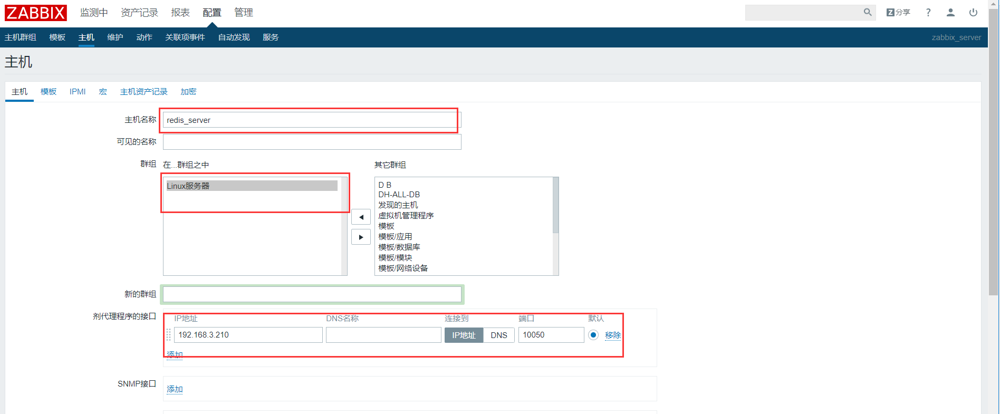 ZABBIX 监测中 资产记录 报表 配置 管理 Z 分享 ?
主机群组 模板 主机 维护 动作 关联项事件 自动发现 服务 zabbix_server
主机
主机 模板 IPMI 宏 主机资产记录 加密
主机名称 redis_server
可见的名称
群组 在...群组之中 其它群组
Linux服务器
D B
DH-ALL-DB
发现的主机
虚拟机管理程序
模板
模板/应用
模板/数据库
模板/模块
模板/网络设备
新的群组
剂代理程序的接口 IP地址 DNS名称 连接到 端口 默认
192.168.3.210 IP地址 DNS 10050 移除
添加
SNMP接口
添加